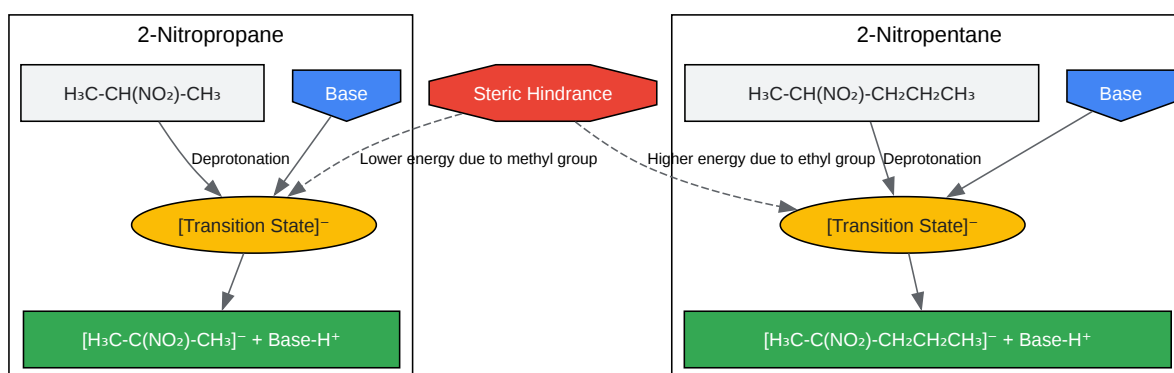 2-Nitropropane
2-Nitropentane
H₃C-CH(NO₂)-CH₃
Base
Steric Hindrance
H₃C-CH(NO₂)-CH₂CH₂CH₃
Base
Deprotonation
Lower energy due to methyl group
Higher energy due to ethyl group
Deprotonation
[Transition State]⁻
[Transition State]⁻
[H₃C-C(NO₂)-CH₃]⁻ + Base-H⁺
[H₃C-C(NO₂)-CH₂CH₂CH₃]⁻ + Base-H⁺